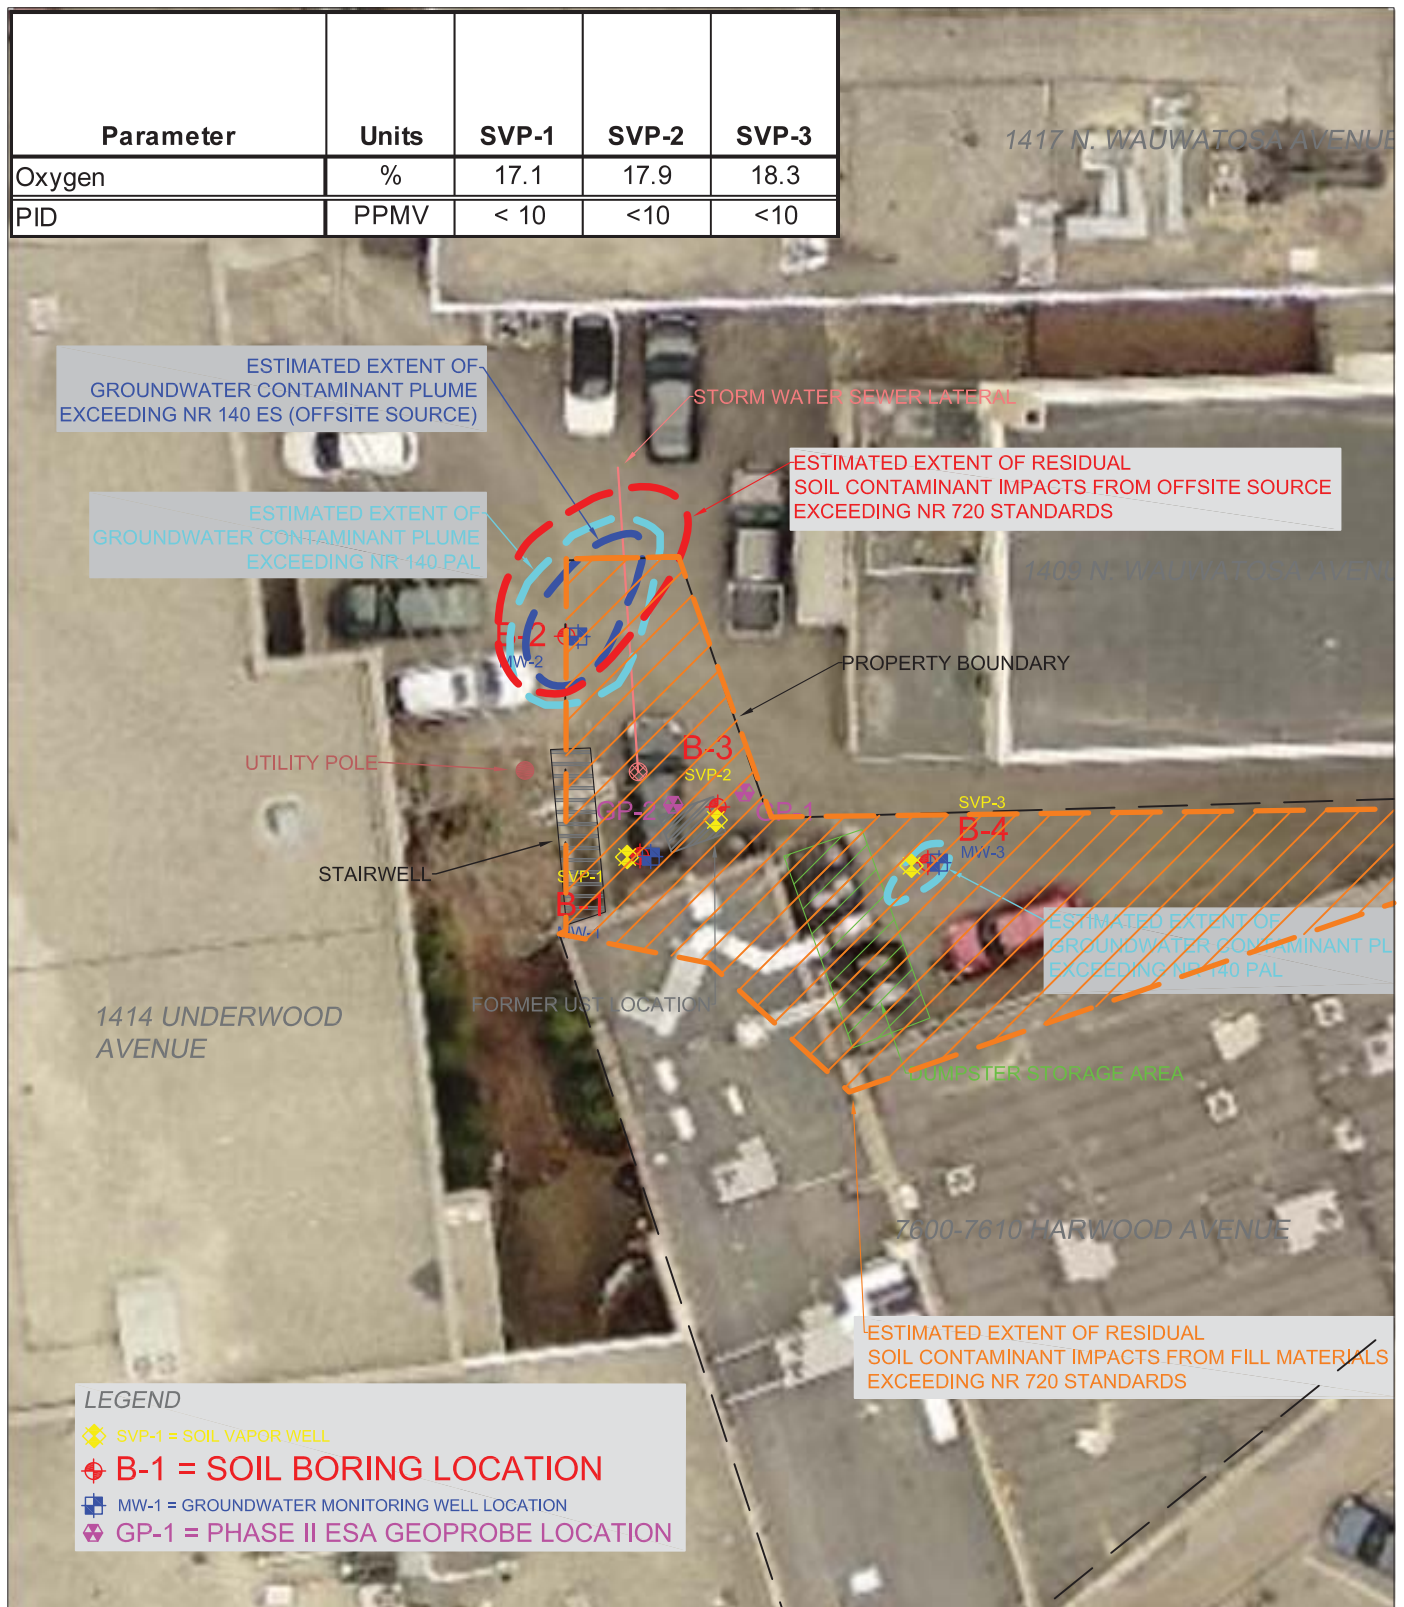 Parameter Units SVP-1 SVP-2 SVP-3
Oxygen % 17.1 17.9 18.3
PID PPMV < 10 <10 <10
1417 N. WAUWATOSA AVENUE
ESTIMATED EXTENT OF
GROUNDWATER CONTAMINANT PLUME
EXCEEDING NR 140 ES (OFFSITE SOURCE)
STORM WATER SEWER LATERAL
ESTIMATED EXTENT OF RESIDUAL
SOIL CONTAMINANT IMPACTS FROM OFFSITE SOURCE
EXCEEDING NR 720 STANDARDS
ESTIMATED EXTENT OF
GROUNDWATER CONTAMINANT PLUME
EXCEEDING NR 140 PAL
1409 N.
B-2
MW-2
PROPERTY BOUNDARY
UTILITY POLE
B-3
SVP-2
GP-2
GP-1
SVP-3
B-4
MW-3
STAIRWELL
SVP-1
B-1
MW-1
ESTIMATED EXTENT OF
GROUNDWATER CONTAMINANT PL
EXCEEDING NR 140 PAL
FORMER UST LOCATION
1414 UNDERWOOD
AVENUE
DUMPSTER STORAGE AREA
7600-7610 HARWOOD AVENUE
ESTIMATED EXTENT OF RESIDUAL
SOIL CONTAMINANT IMPACTS FROM FILL MATERIALS
EXCEEDING NR 720 STANDARDS
LEGEND
SVP-1 = SOIL VAPOR WELL
B-1 = SOIL BORING LOCATION
MW-1 = GROUNDWATER MONITORING WELL LOCATION
GP-1 = PHASE II ESA GEOPROBE LOCATION